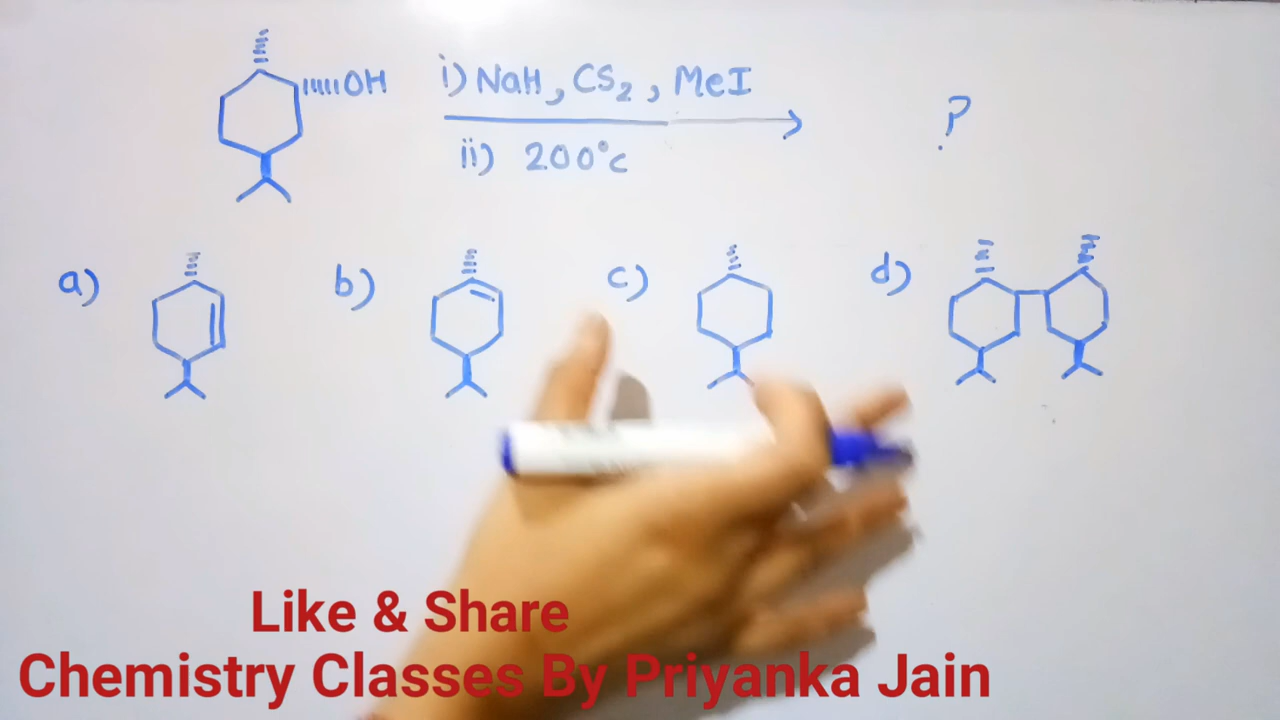 OH
i) NaH, CS₂, MeI
ii) 200°C
?
a)
b)
c)
d)
Like & Share
Chemistry Classes By Priyanka Jain